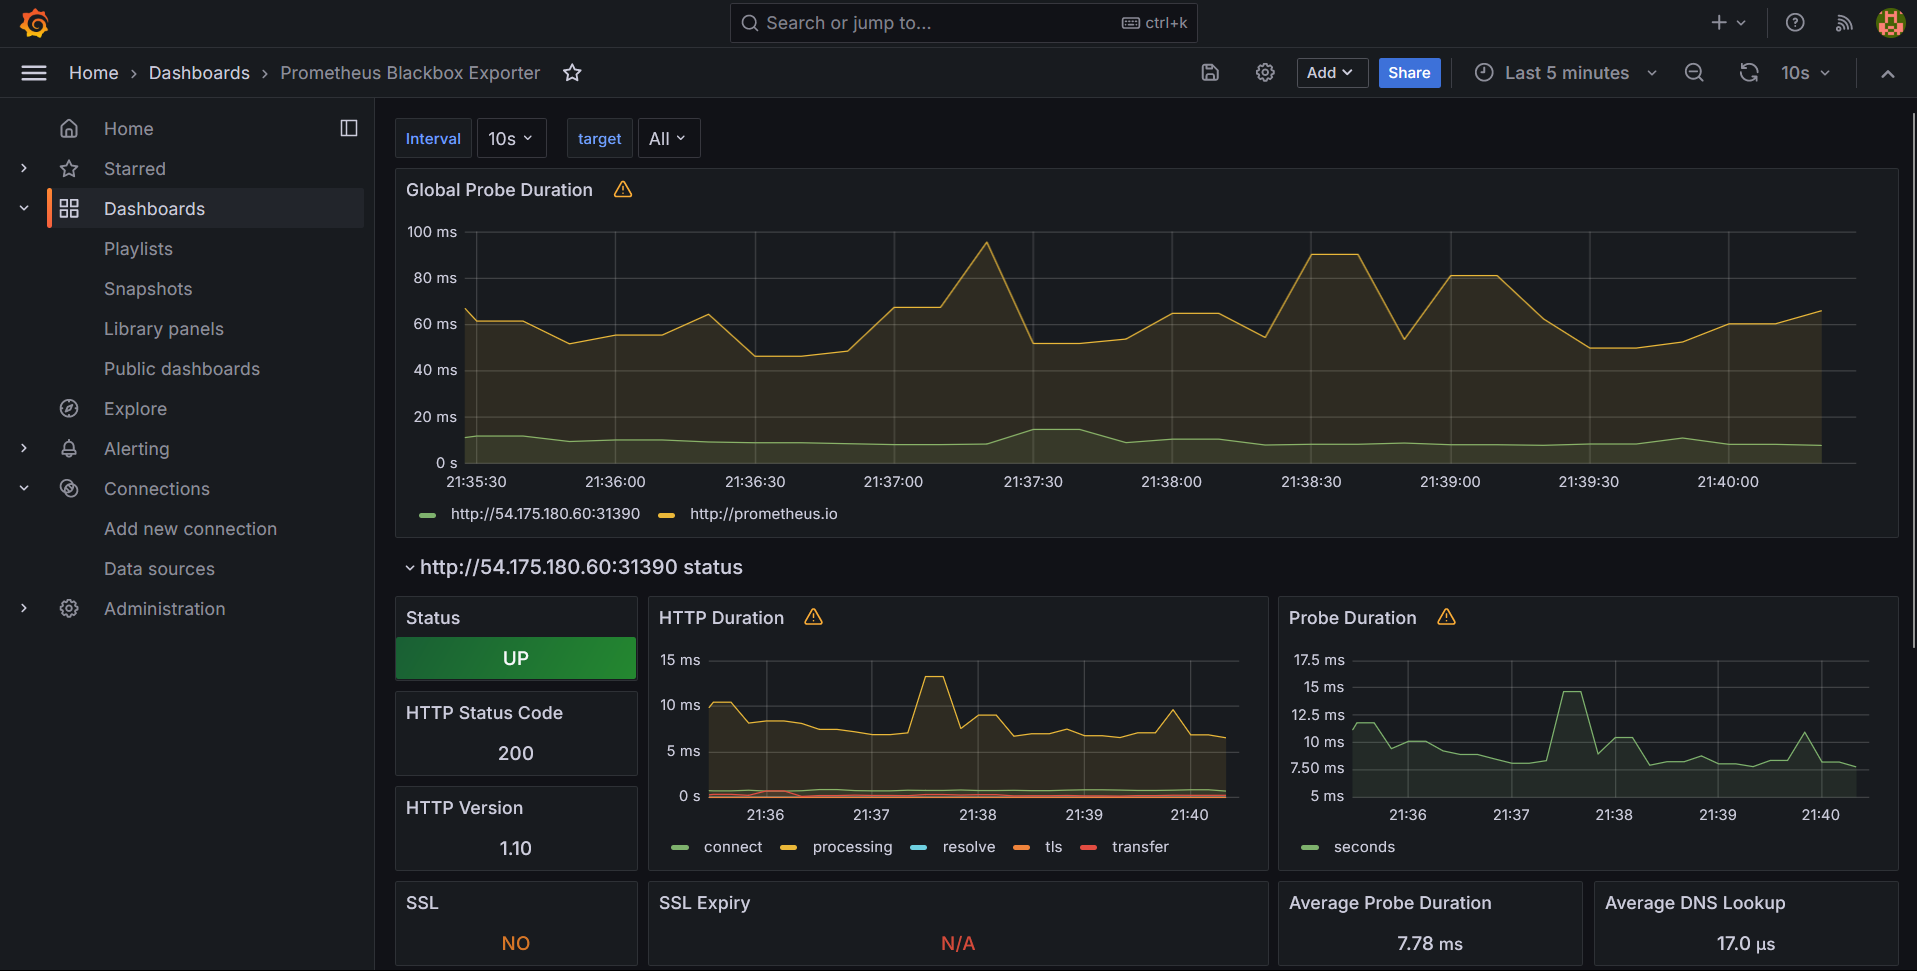 Search or jump to... ctrl+k
Home › Dashboards › Prometheus Blackbox Exporter
Add Share Last 5 minutes 10s
Home
Starred
Dashboards
Playlists
Snapshots
Library panels
Public dashboards
Explore
Alerting
Connections
Add new connection
Data sources
Administration
Interval 10s target All
Global Probe Duration
100 ms
80 ms
60 ms
40 ms
20 ms
0 s
21:35:30 21:36:00 21:36:30 21:37:00 21:37:30 21:38:00 21:38:30 21:39:00 21:39:30 21:40:00
http://54.175.180.60:31390 http://prometheus.io
http://54.175.180.60:31390 status
Status
UP
HTTP Status Code
200
HTTP Version
1.10
SSL
NO
HTTP Duration
15 ms
10 ms
5 ms
0 s
21:36 21:37 21:38 21:39 21:40
connect processing resolve tls transfer
Probe Duration
17.5 ms
15 ms
12.5 ms
10 ms
7.50 ms
5 ms
21:36 21:37 21:38 21:39 21:40
seconds
SSL Expiry
N/A
Average Probe Duration
7.78 ms
Average DNS Lookup
17.0 µs